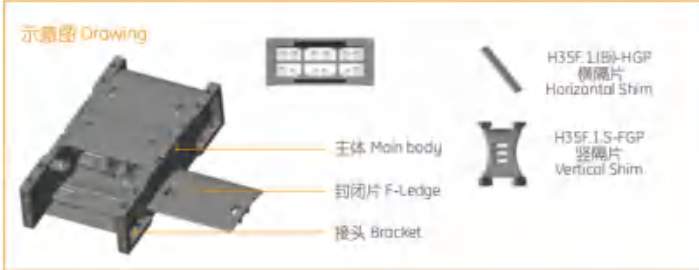 示意图 Drawing
H35F.1(Bi)-HGP
横隔片
Horizontal Shim
主体 Main body
H35F.1.S-FGP
竖隔片
Vertical Shim
封闭片 F-Ledge
接头 Bracket